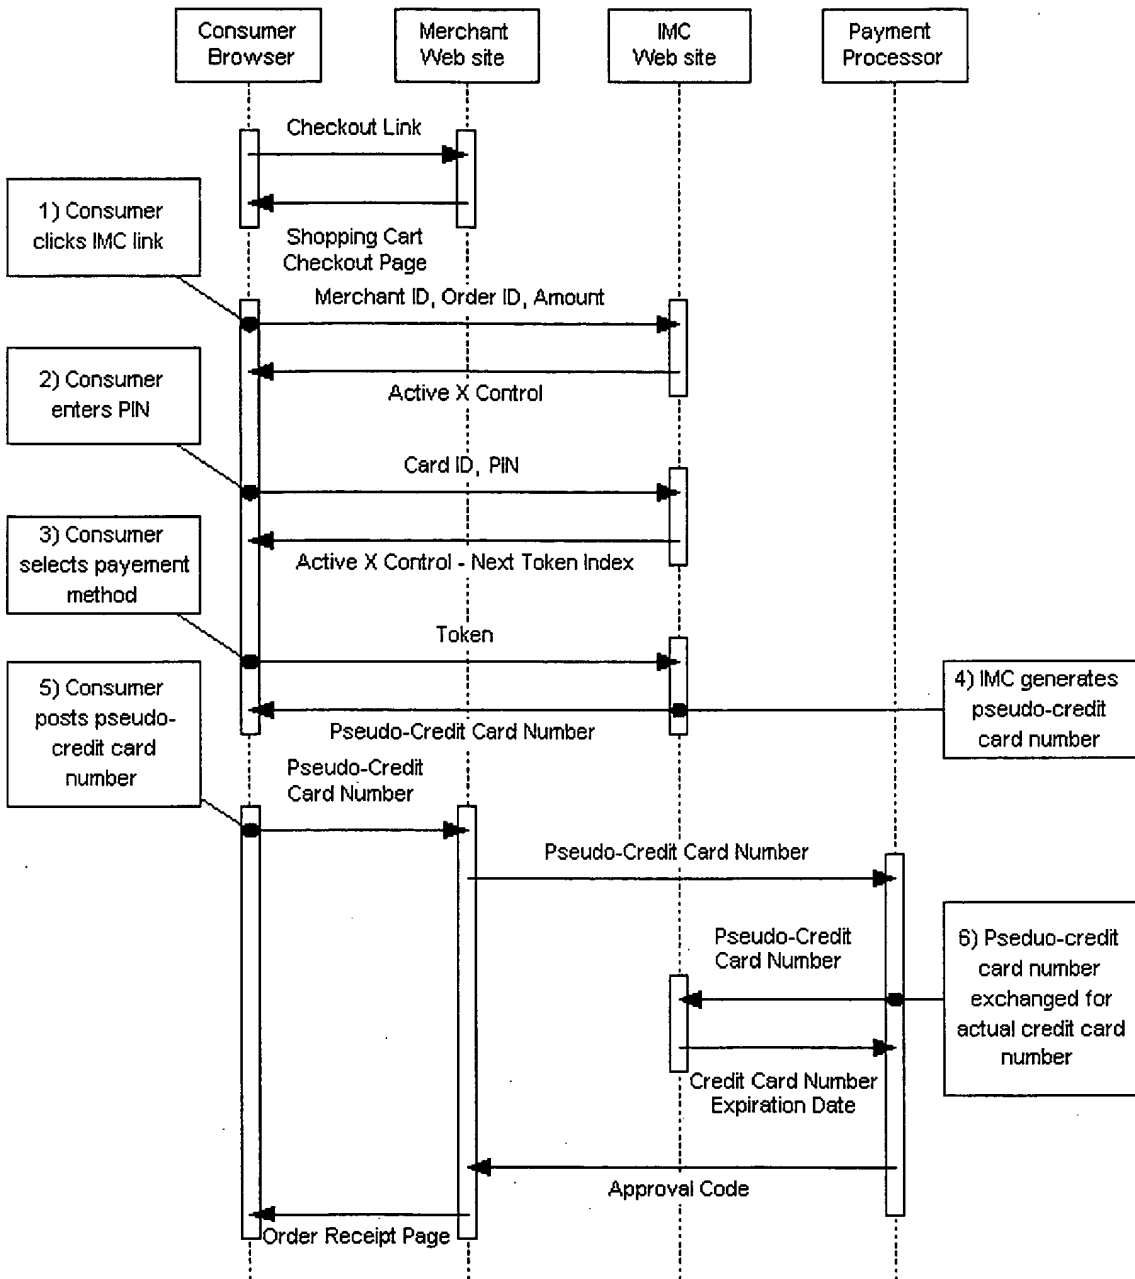 Consumer
Browser
Merchant
Web site
IMC
Web site
Payment
Processor
Checkout Link
1) Consumer
clicks IMC link
Shopping Cart
Checkout Page
Merchant ID, Order ID, Amount
2) Consumer
enters PIN
Active X Control
Card ID, PIN
3) Consumer
selects payement
method
Active X Control - Next Token Index
Token
5) Consumer
posts pseudo-
credit card
number
4) IMC generates
pseudo-credit
card number
Pseudo-Credit Card Number
Pseudo-Credit
Card Number
Pseudo-Credit Card Number
Pseudo-Credit
Card Number
6) Pseduo-credit
card number
exchanged for
actual credit card
number
Credit Card Number
Expiration Date
Approval Code
Order Receipt Page